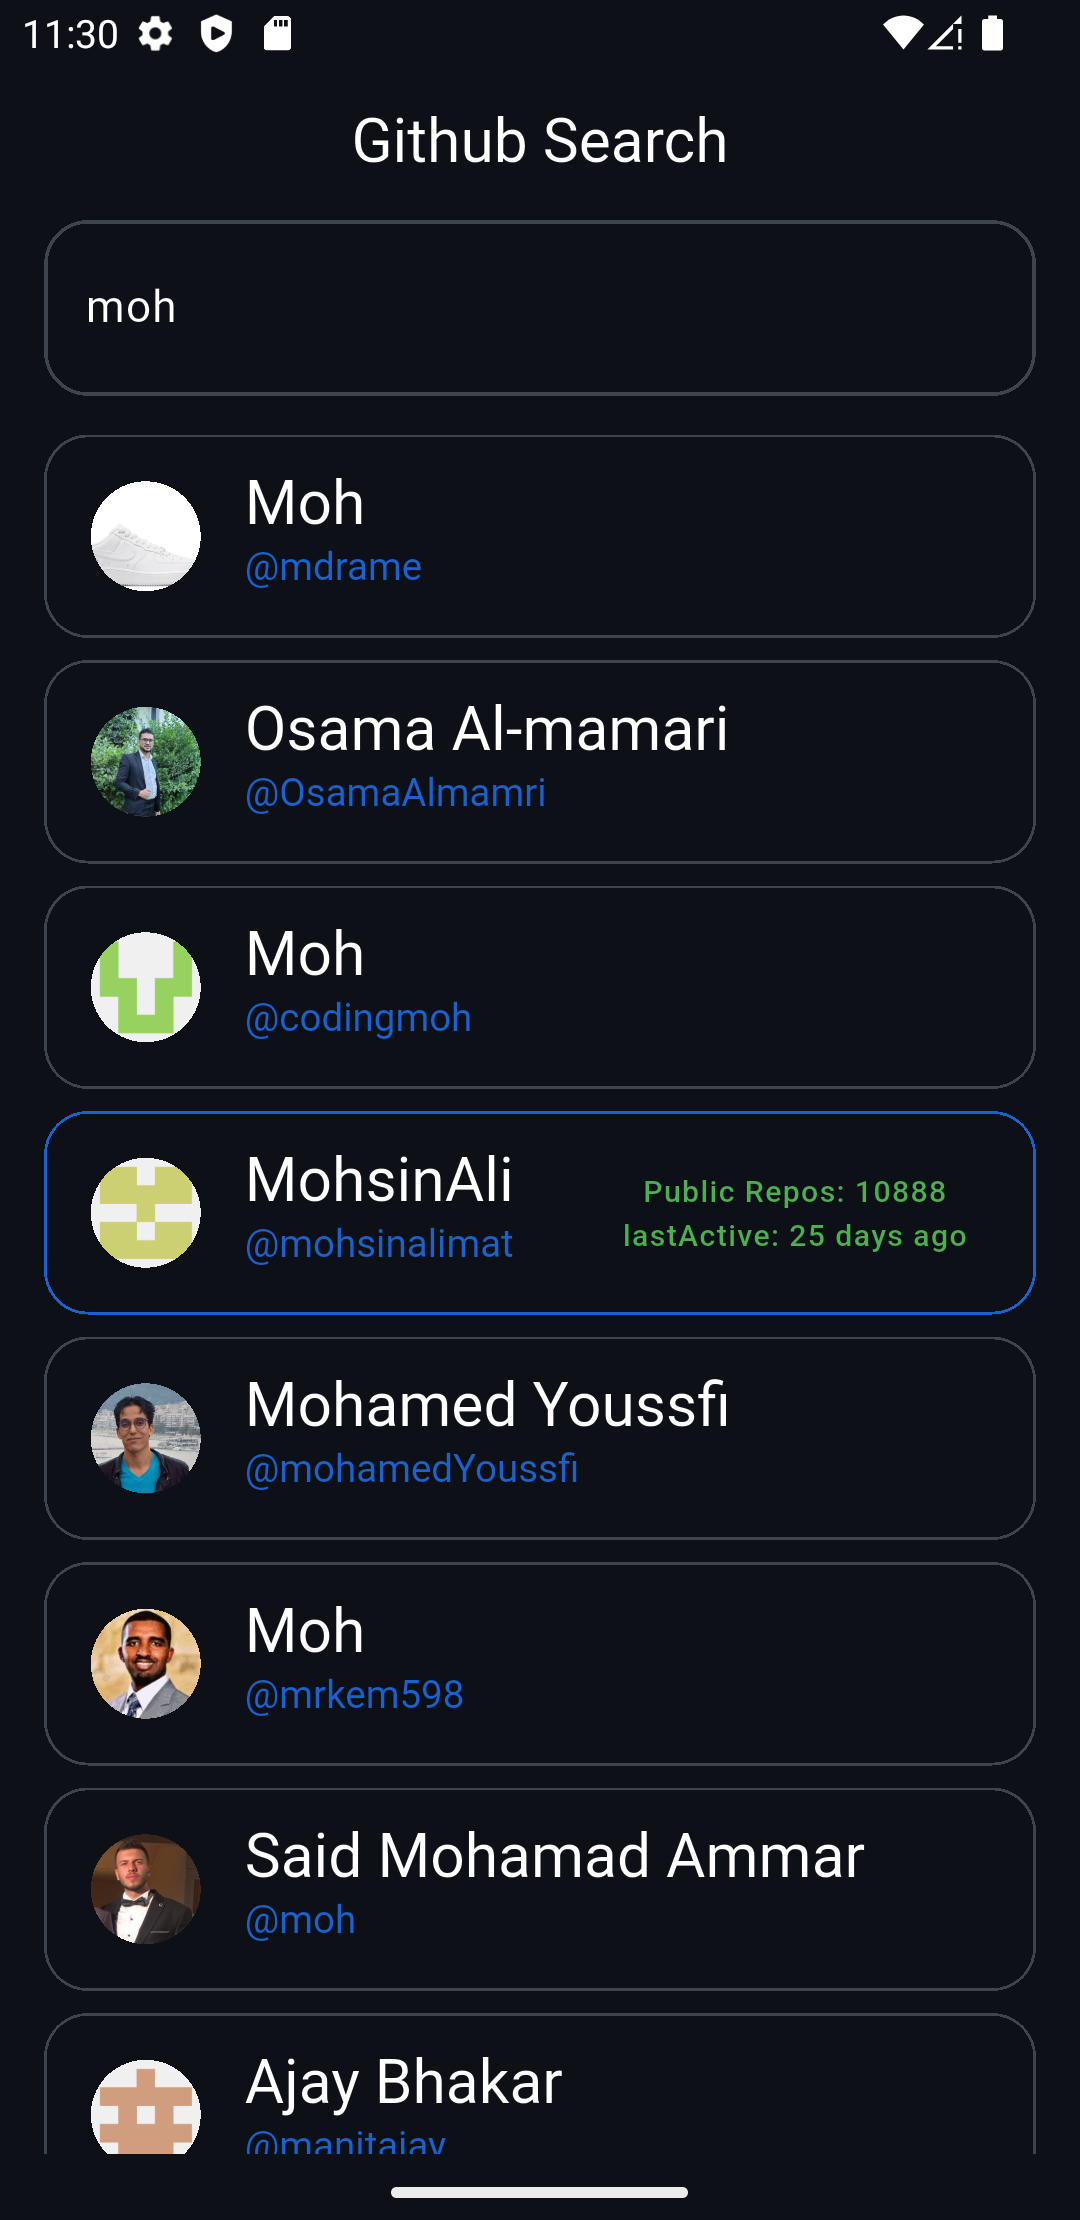 11:30
Github Search
moh
Moh
@mdrame
Osama Al-mamari
@OsamaAlmamri
Moh
@codingmoh
MohsinAli
@mohsinalimat
Public Repos: 10888
lastActive: 25 days ago
Mohamed Youssfi
@mohamedYoussfi
Moh
@mrkem598
Said Mohamad Ammar
@moh
Ajay Bhakar
@manitajay